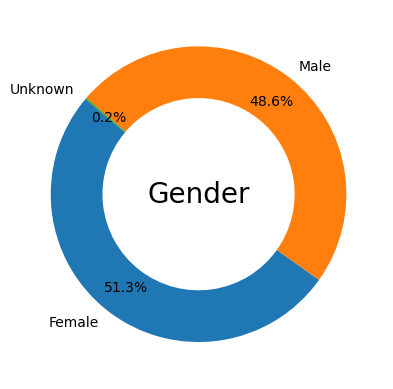 Male
Unknown
48.6%
0.2%
Gender
51.3%
Female